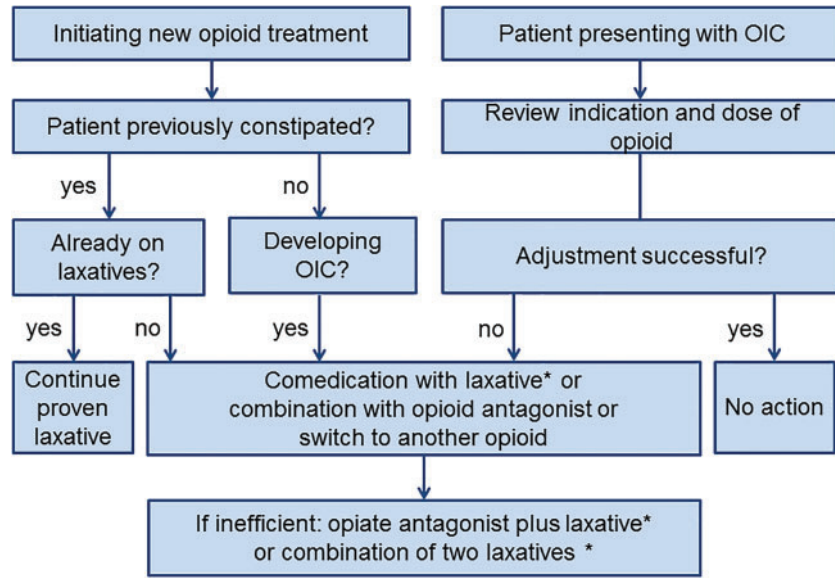 Initiating new opioid treatment
Patient presenting with OIC
Patient previously constipated?
Review indication and dose of
opioid
yes
no
Already on
laxatives?
Developing
OIC?
Adjustment successful?
yes
no
yes
no
yes
Continue
proven
laxative
Comedication with laxative* or
combination with opioid antagonist or
switch to another opioid
No action
If inefficient: opiate antagonist plus laxative*
or combination of two laxatives *